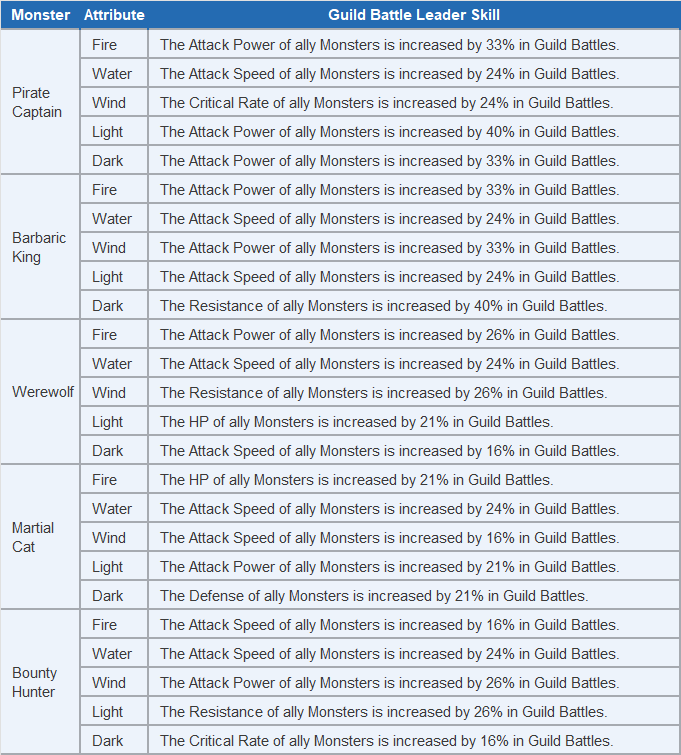 Monster Attribute Guild Battle Leader Skill
Pirate
Captain
Fire The Attack Power of ally Monsters is increased by 33% in Guild Battles.
Water The Attack Speed of ally Monsters is increased by 24% in Guild Battles.
Wind The Critical Rate of ally Monsters is increased by 24% in Guild Battles.
Light The Attack Power of ally Monsters is increased by 40% in Guild Battles.
Dark The Attack Power of ally Monsters is increased by 33% in Guild Battles.
Barbaric
King
Fire The Attack Power of ally Monsters is increased by 33% in Guild Battles.
Water The Attack Speed of ally Monsters is increased by 24% in Guild Battles.
Wind The Attack Power of ally Monsters is increased by 33% in Guild Battles.
Light The Attack Speed of ally Monsters is increased by 24% in Guild Battles.
Dark The Resistance of ally Monsters is increased by 40% in Guild Battles.
Werewolf
Fire The Attack Power of ally Monsters is increased by 26% in Guild Battles.
Water The Attack Speed of ally Monsters is increased by 24% in Guild Battles.
Wind The Resistance of ally Monsters is increased by 26% in Guild Battles.
Light The HP of ally Monsters is increased by 21% in Guild Battles.
Dark The Attack Speed of ally Monsters is increased by 16% in Guild Battles.
Martial
Cat
Fire The HP of ally Monsters is increased by 21% in Guild Battles.
Water The Attack Speed of ally Monsters is increased by 24% in Guild Battles.
Wind The Attack Speed of ally Monsters is increased by 16% in Guild Battles.
Light The Attack Power of ally Monsters is increased by 21% in Guild Battles.
Dark The Defense of ally Monsters is increased by 21% in Guild Battles.
Bounty
Hunter
Fire The Attack Speed of ally Monsters is increased by 16% in Guild Battles.
Water The Attack Speed of ally Monsters is increased by 24% in Guild Battles.
Wind The Attack Power of ally Monsters is increased by 26% in Guild Battles.
Light The Resistance of ally Monsters is increased by 26% in Guild Battles.
Dark The Critical Rate of ally Monsters is increased by 16% in Guild Battles.